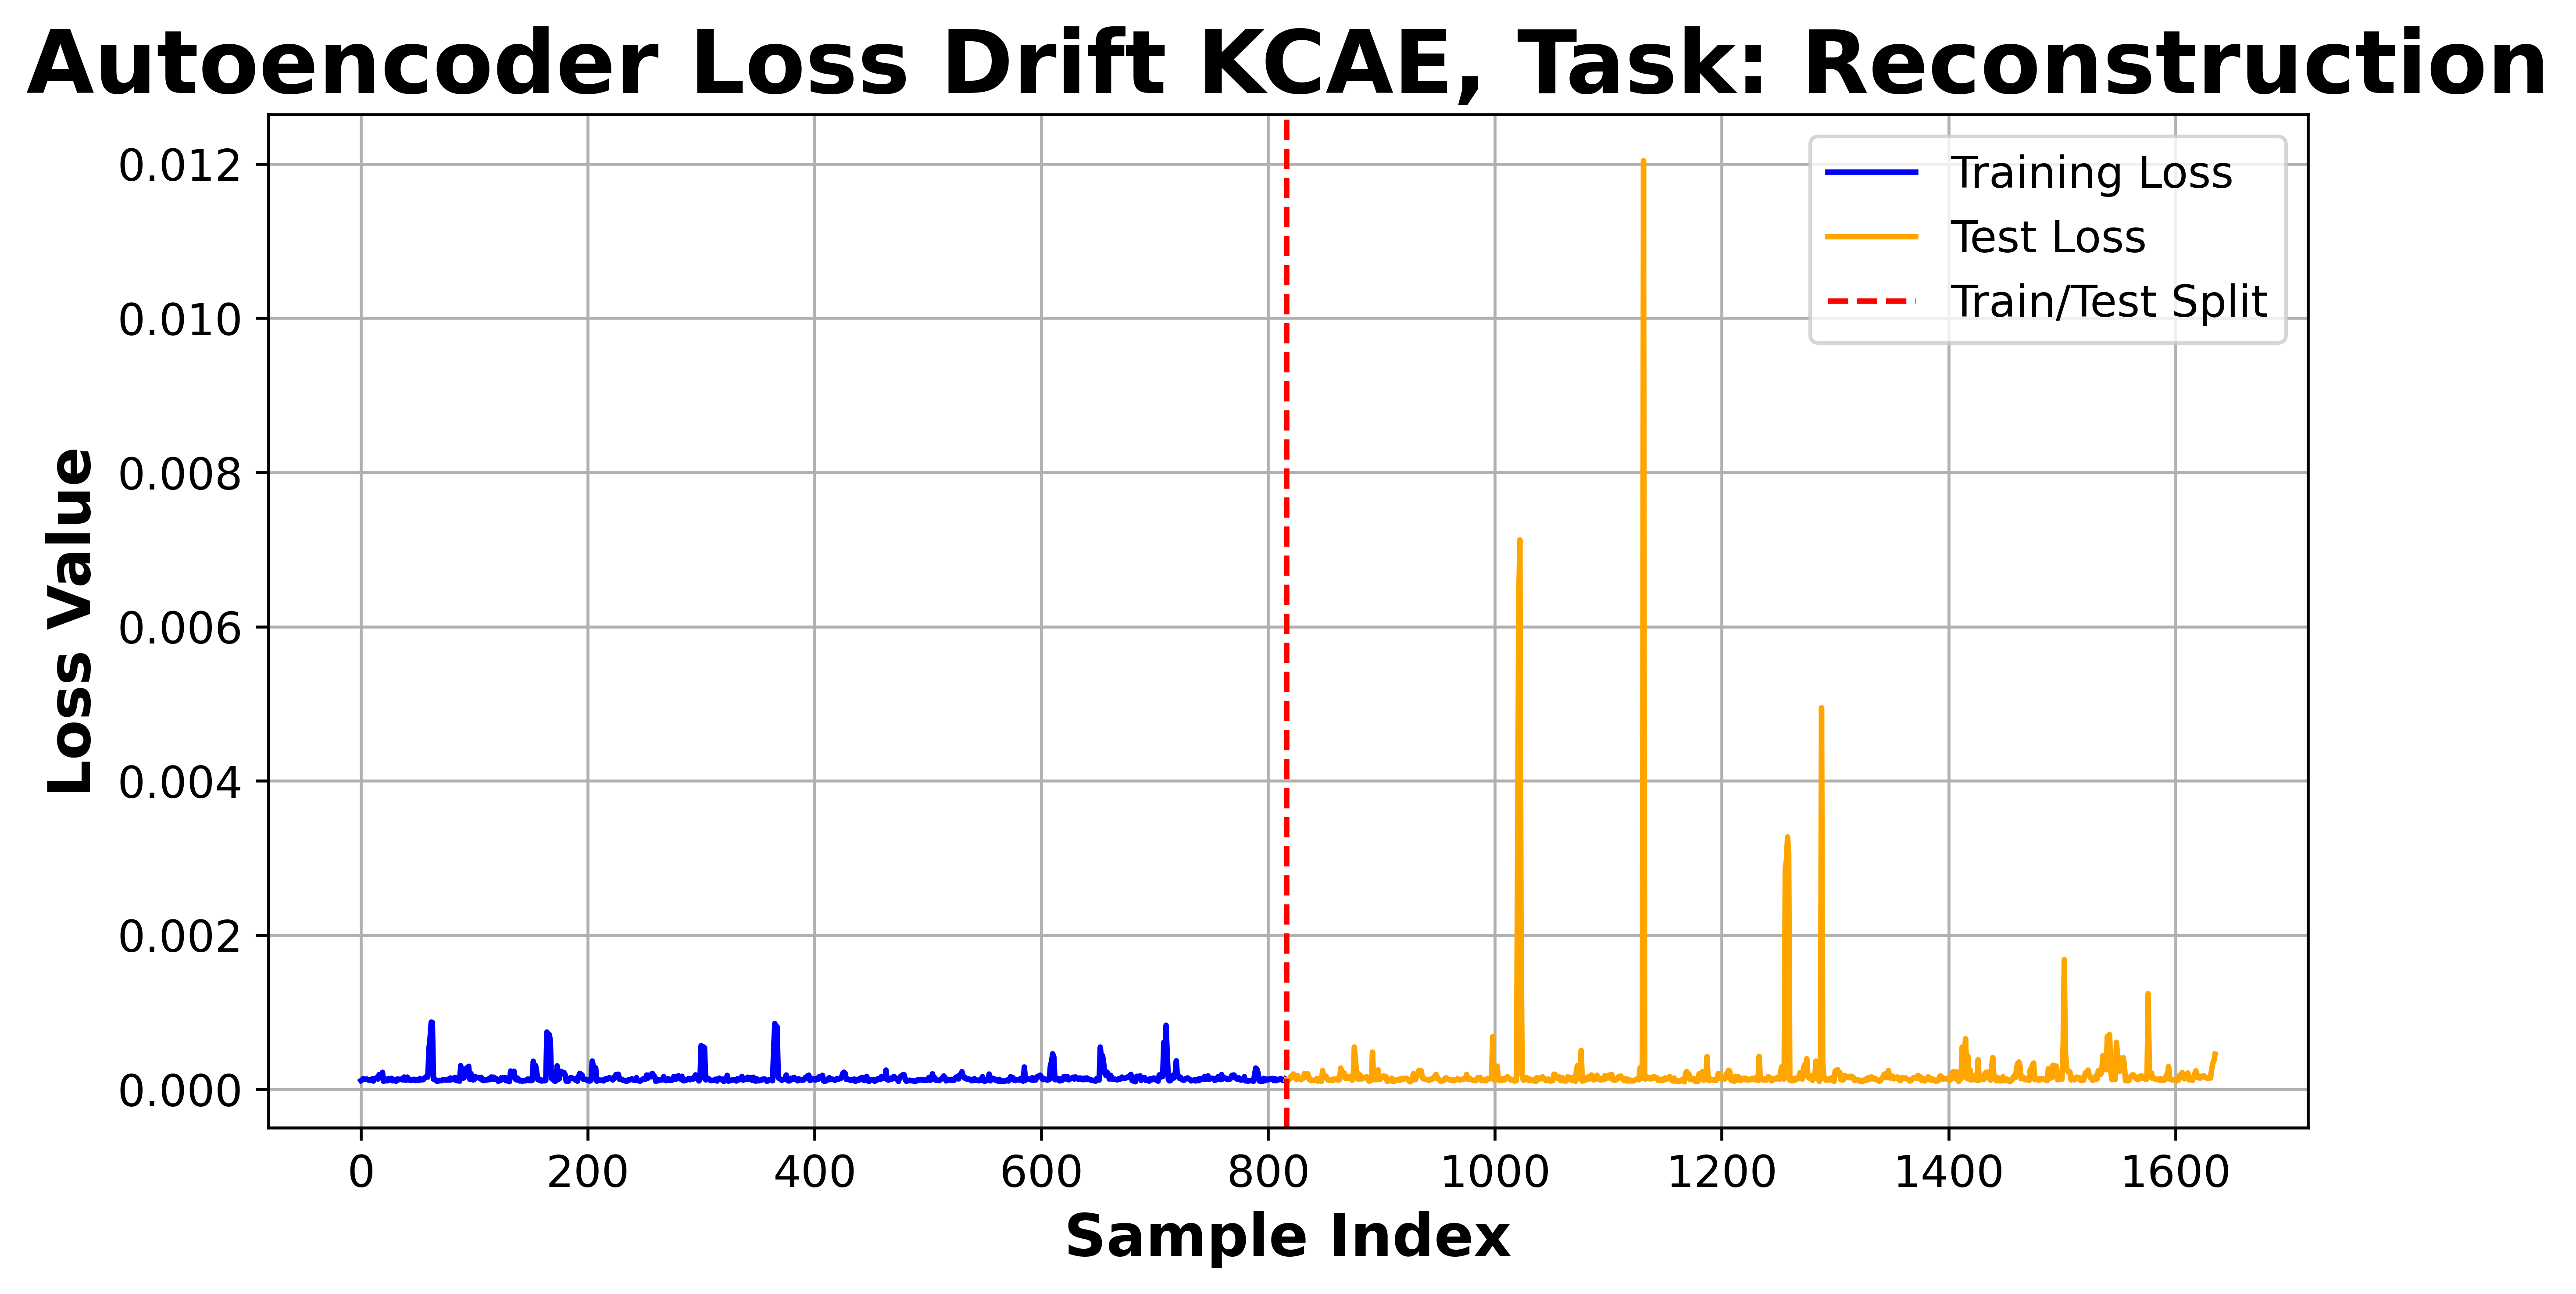 Autoencoder Loss Drift KCAE, Task: Reconstruction
Training Loss
Test Loss
Train/Test Split
Loss Value
0.012
0.010
0.008
0.006
0.004
0.002
0.000
0 200 400 600 800 1000 1200 1400 1600
Sample Index